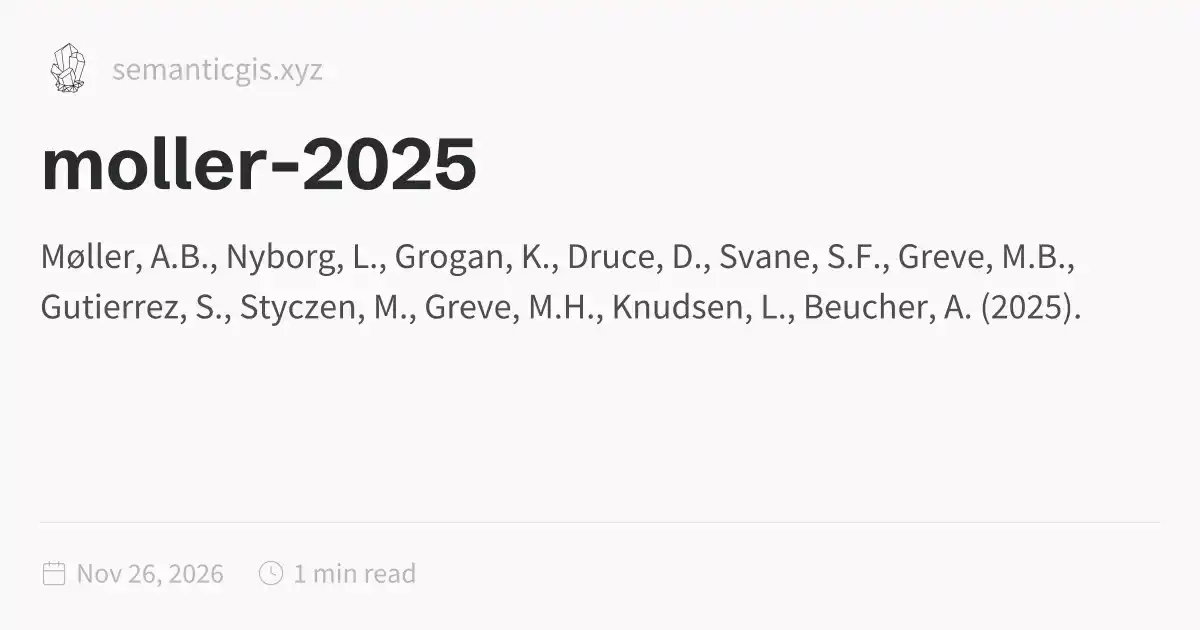 semanticgis.xyz
moller-2025
Møller, A.B., Nyborg, L., Grogan, K., Druce, D., Svane, S.F., Greve, M.B.,
Gutierrez, S., Styczen, M., Greve, M.H., Knudsen, L., Beucher, A. (2025).
Nov 26, 2026 1 min read